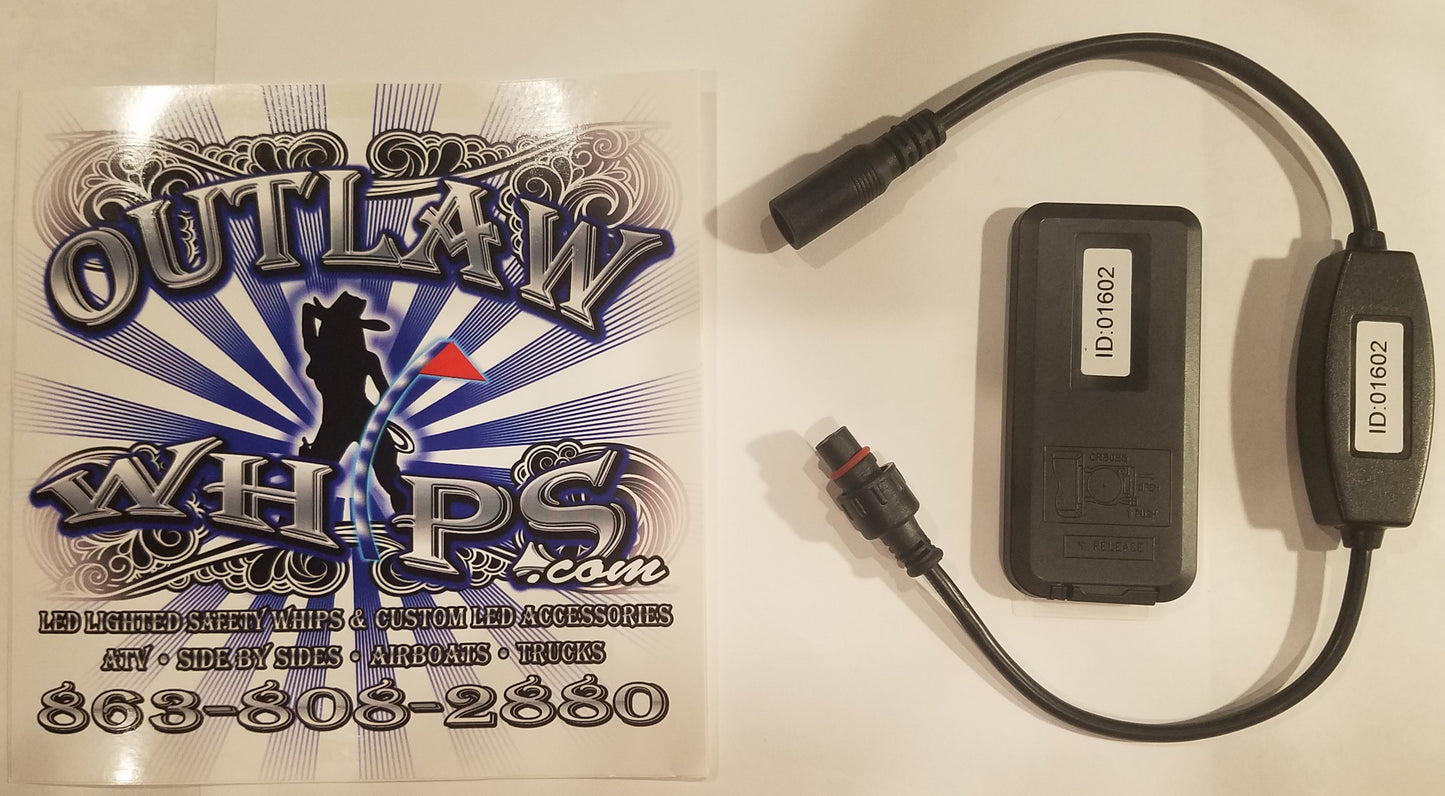 OUTLAW
WHIPS
.com
LED LIGHTED SAFETY WHIPS & CUSTOM LED ACCESSORIES
ATV • SIDE BY SIDES • AIRBOATS • TRUCKS
863-808-2880
ID:01602
RELEASE
ID:01602